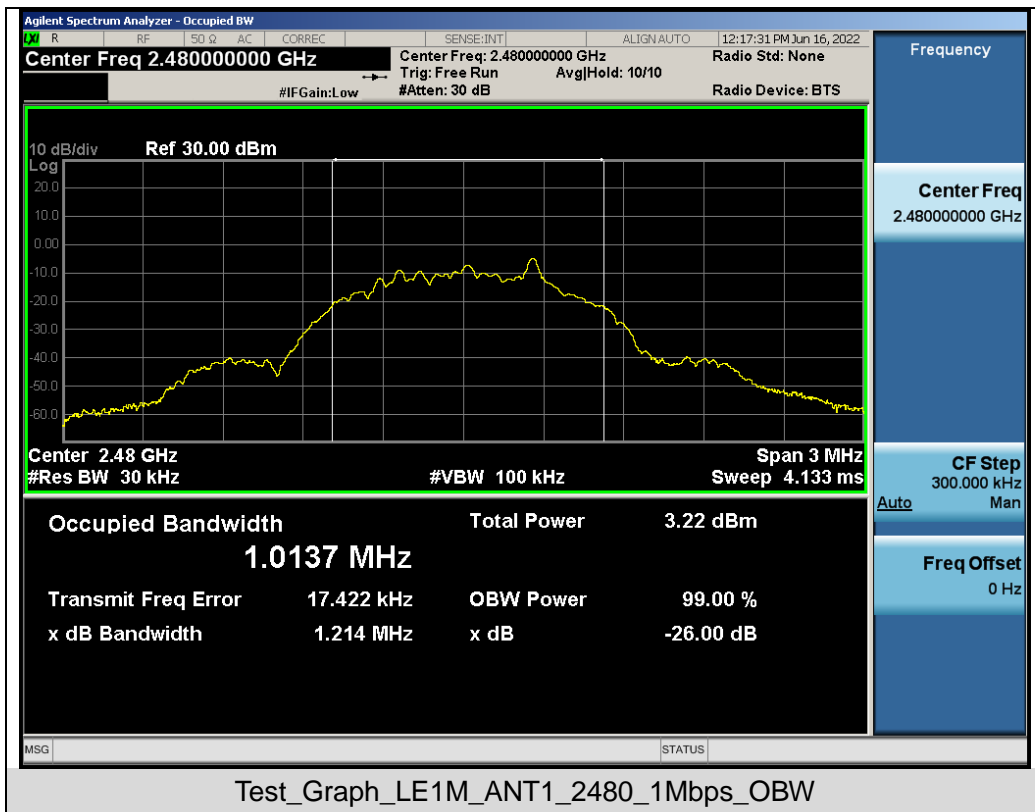 Agilent Spectrum Analyzer - Occupied BW
LXI R RF 50 Ω AC CORREC SENSE:INT ALIGN AUTO 12:17:31 PM Jun 16, 2022
Center Freq 2.480000000 GHz
Center Freq: 2.480000000 GHz
Radio Std: None
Trig: Free Run Avg|Hold: 10/10
#IFGain:Low
#Atten: 30 dB
Radio Device: BTS
10 dB/div Ref 30.00 dBm
Log
20.0
10.0
0.00
-10.0
-20.0
-30.0
-40.0
-50.0
-60.0
Center 2.48 GHz
Span 3 MHz
#Res BW 30 kHz
#VBW 100 kHz
Sweep 4.133 ms
Occupied Bandwidth
1.0137 MHz
Total Power 3.22 dBm
Transmit Freq Error 17.422 kHz
OBW Power 99.00 %
x dB Bandwidth 1.214 MHz
x dB -26.00 dB
Frequency
Center Freq
2.480000000 GHz
CF Step
300.000 kHz
Auto Man
Freq Offset
0 Hz
MSG
STATUS
Test_Graph_LE1M_ANT1_2480_1Mbps_OBW